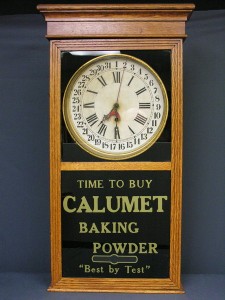 TIME TO BUY
CALUMET
BAKING
POWDER
"Best by Test"